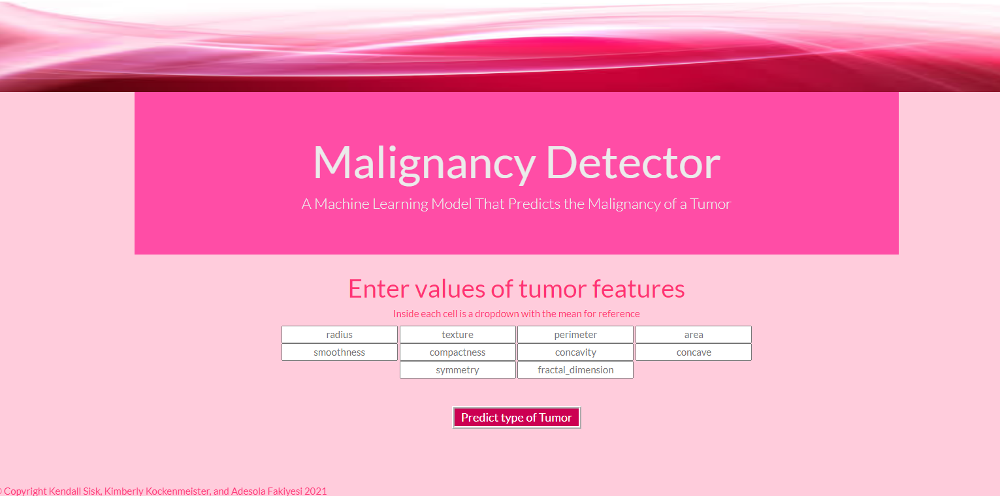 Malignancy Detector
A Machine Learning Model That Predicts the Malignancy of a Tumor
Enter values of tumor features
Inside each cell is a dropdown with the mean for reference
radius texture perimeter area
smoothness compactness concavity concave
symmetry fractal_dimension
Predict type of Tumor
© Copyright Kendall Sisk, Kimberly Kockenmeister, and Adesola Fakiyesi 2021